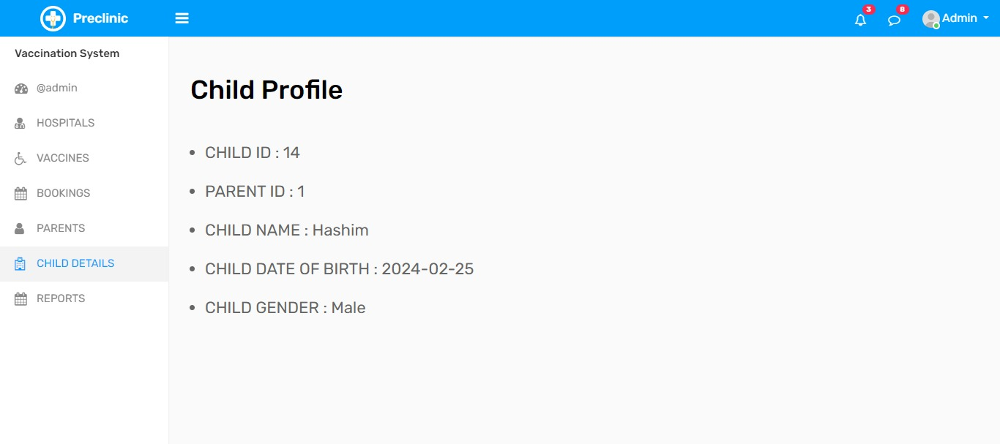 Preclinic
3
8
Admin
Vaccination System
@admin
HOSPITALS
VACCINES
BOOKINGS
PARENTS
CHILD DETAILS
REPORTS
Child Profile
• CHILD ID : 14
• PARENT ID : 1
• CHILD NAME : Hashim
• CHILD DATE OF BIRTH : 2024-02-25
• CHILD GENDER : Male